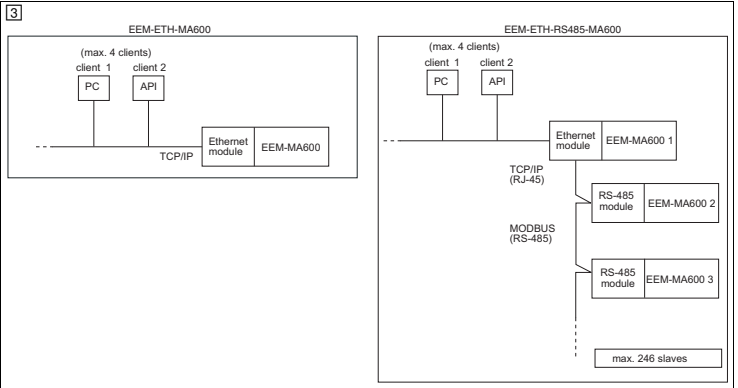 3
EEM-ETH-MA600
(max. 4 clients)
client 1 client 2
PC API
Ethernet
module
EEM-MA600
TCP/IP
EEM-ETH-RS485-MA600
(max. 4 clients)
client 1 client 2
PC API
Ethernet
module
EEM-MA600 1
TCP/IP
(RJ-45)
RS-485
module
EEM-MA600 2
MODBUS
(RS-485)
RS-485
module
EEM-MA600 3
max. 246 slaves